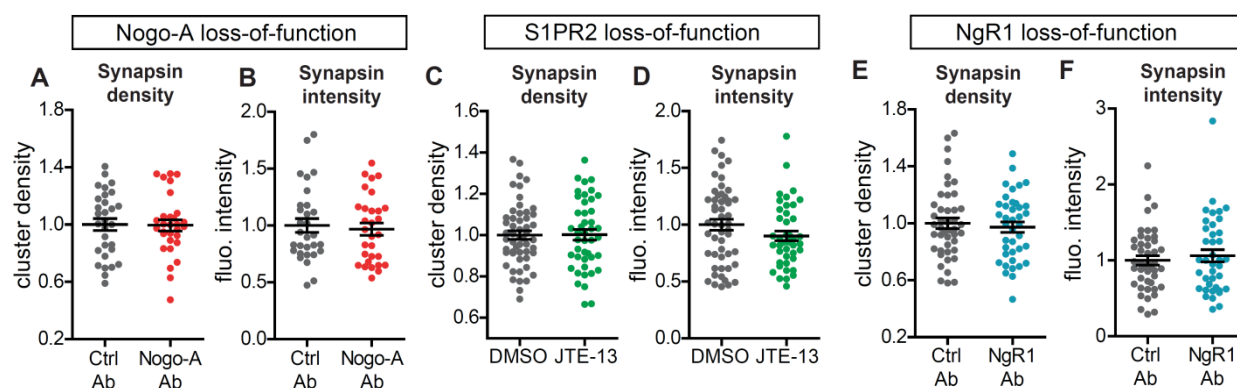 Nogo-A loss-of-function
S1PR2 loss-of-function
NgR1 loss-of-function
A
Synapsin
density
cluster density
1.8
1.4
1.0
0.6
0.2
Ctrl
Ab
Nogo-A
Ab
B
Synapsin
intensity
fluo. intensity
2.0
1.5
1.0
0.5
0.0
Ctrl
Ab
Nogo-A
Ab
C
Synapsin
density
cluster density
1.6
1.4
1.2
1.0
0.8
0.6
DMSO
JTE-13
D
Synapsin
intensity
fluo. intensity
2.0
1.5
1.0
0.5
0.0
DMSO
JTE-13
E
Synapsin
density
cluster density
1.8
1.4
1.0
0.6
0.2
Ctrl
Ab
NgR1
Ab
F
Synapsin
intensity
fluo. intensity
3
2
1
0
Ctrl
Ab
NgR1
Ab